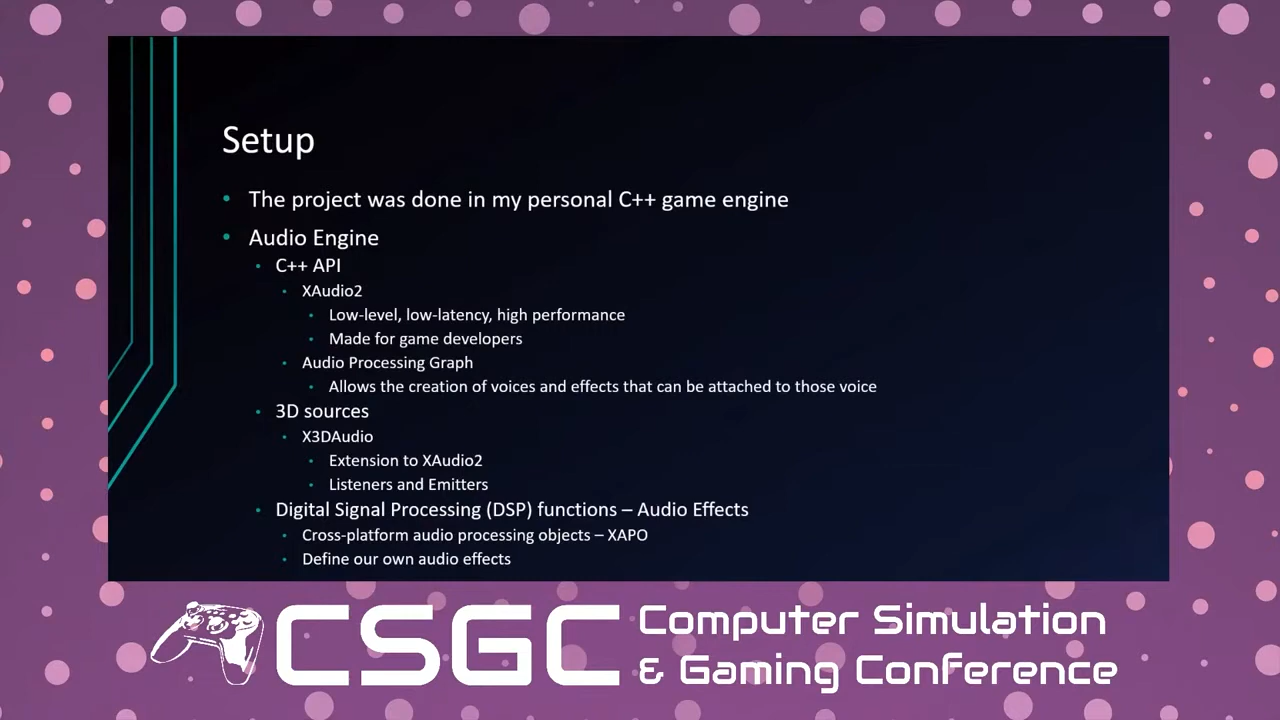 Setup
The project was done in my personal C++ game engine
Audio Engine
C++ API
XAudio2
Low-level, low-latency, high performance
Made for game developers
Audio Processing Graph
Allows the creation of voices and effects that can be attached to those voice
3D sources
X3DAudio
Extension to XAudio2
Listeners and Emitters
Digital Signal Processing (DSP) functions – Audio Effects
Cross-platform audio processing objects – XAPO
Define our own audio effects
CSGC
Computer Simulation
& Gaming Conference